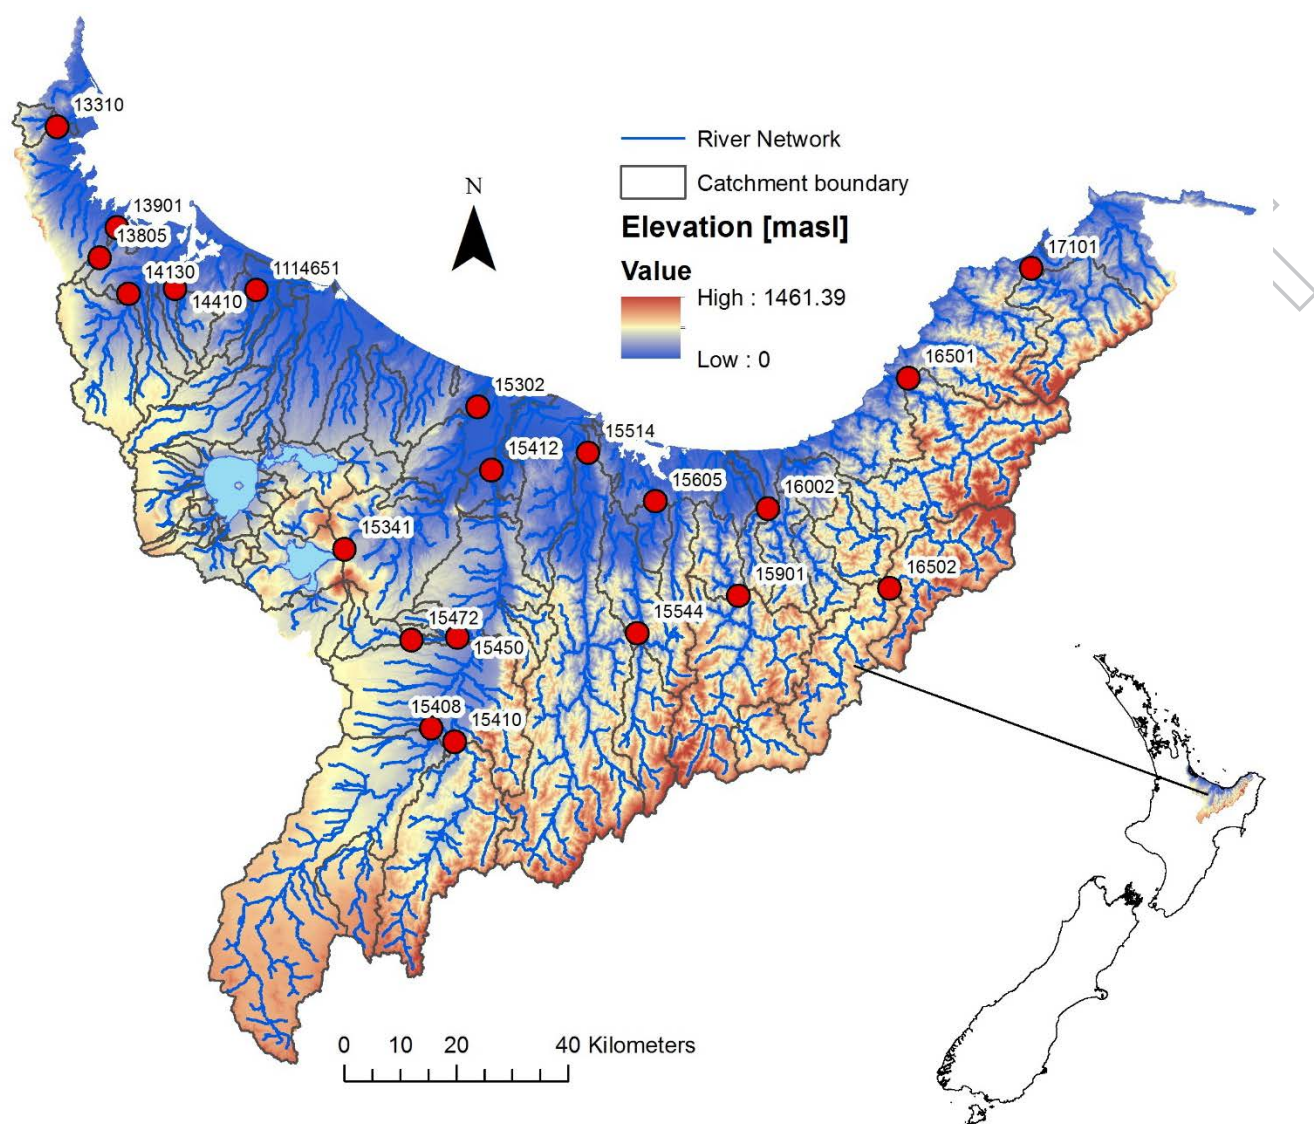 13310
13901
13805
14130
14410
1114651
N
River Network
Catchment boundary
Elevation [masl]
Value
High : 1461.39
Low : 0
17101
16501
15302
15514
15412
15605
16002
15341
15901
16502
15544
15472
15450
15408
15410
0 10 20 40 Kilometers